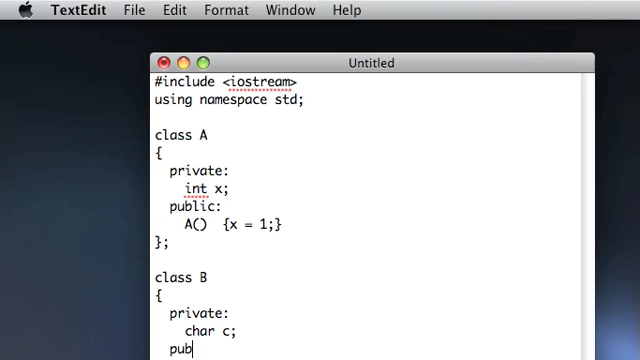 TextEdit File Edit Format Window Help
Untitled
#include <iostream>
using namespace std;
class A
{
private:
int x;
public:
A() {x = 1;}
};
class B
{
private:
char c;
pub